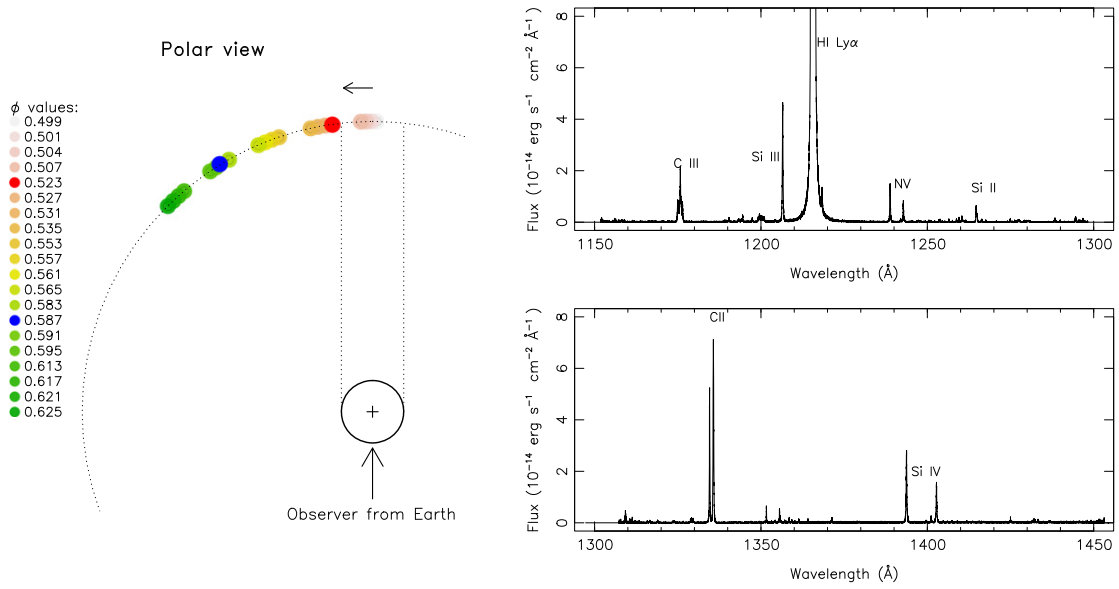 Polar view
ϕ values:
0.499
0.501
0.504
0.507
0.523
0.527
0.531
0.535
0.553
0.557
0.561
0.565
0.583
0.587
0.591
0.595
0.613
0.617
0.621
0.625
Observer from Earth
Flux (10⁻¹⁴ erg s⁻¹ cm⁻² Å⁻¹)
8
6
4
2
0
C III
Si III
HI Lyα
NV
Si II
1150
1200
1250
1300
Wavelength (Å)
Flux (10⁻¹⁴ erg s⁻¹ cm⁻² Å⁻¹)
8
6
4
2
0
CII
Si IV
1300
1350
1400
1450
Wavelength (Å)